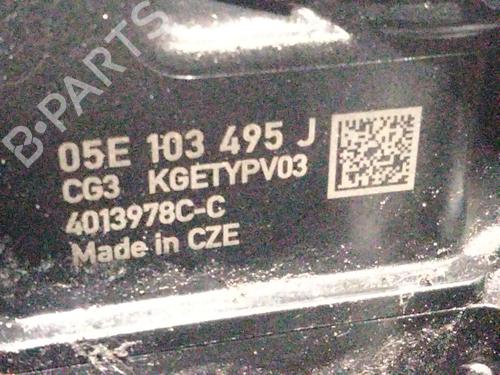 B-PARTS
05E 103 495 J
CG3 KGETYPV03
4013978C-C
Made in CZE